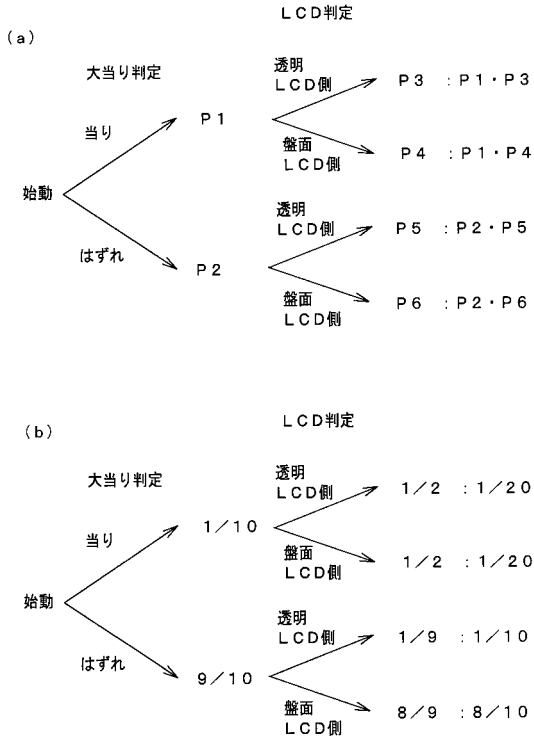 LCD判定
(a)
大当り判定
透明
LCD側
P3 :P1・P3
当り
P1
盤面
LCD側
P4 :P1・P4
始動
透明
LCD側
P5 :P2・P5
はずれ
P2
盤面
LCD側
P6 :P2・P6
LCD判定
(b)
大当り判定
透明
LCD側
1/2 :1/20
当り
1/10
盤面
LCD側
1/2 :1/20
始動
透明
LCD側
1/9 :1/10
はずれ
9/10
盤面
LCD側
8/9 :8/10